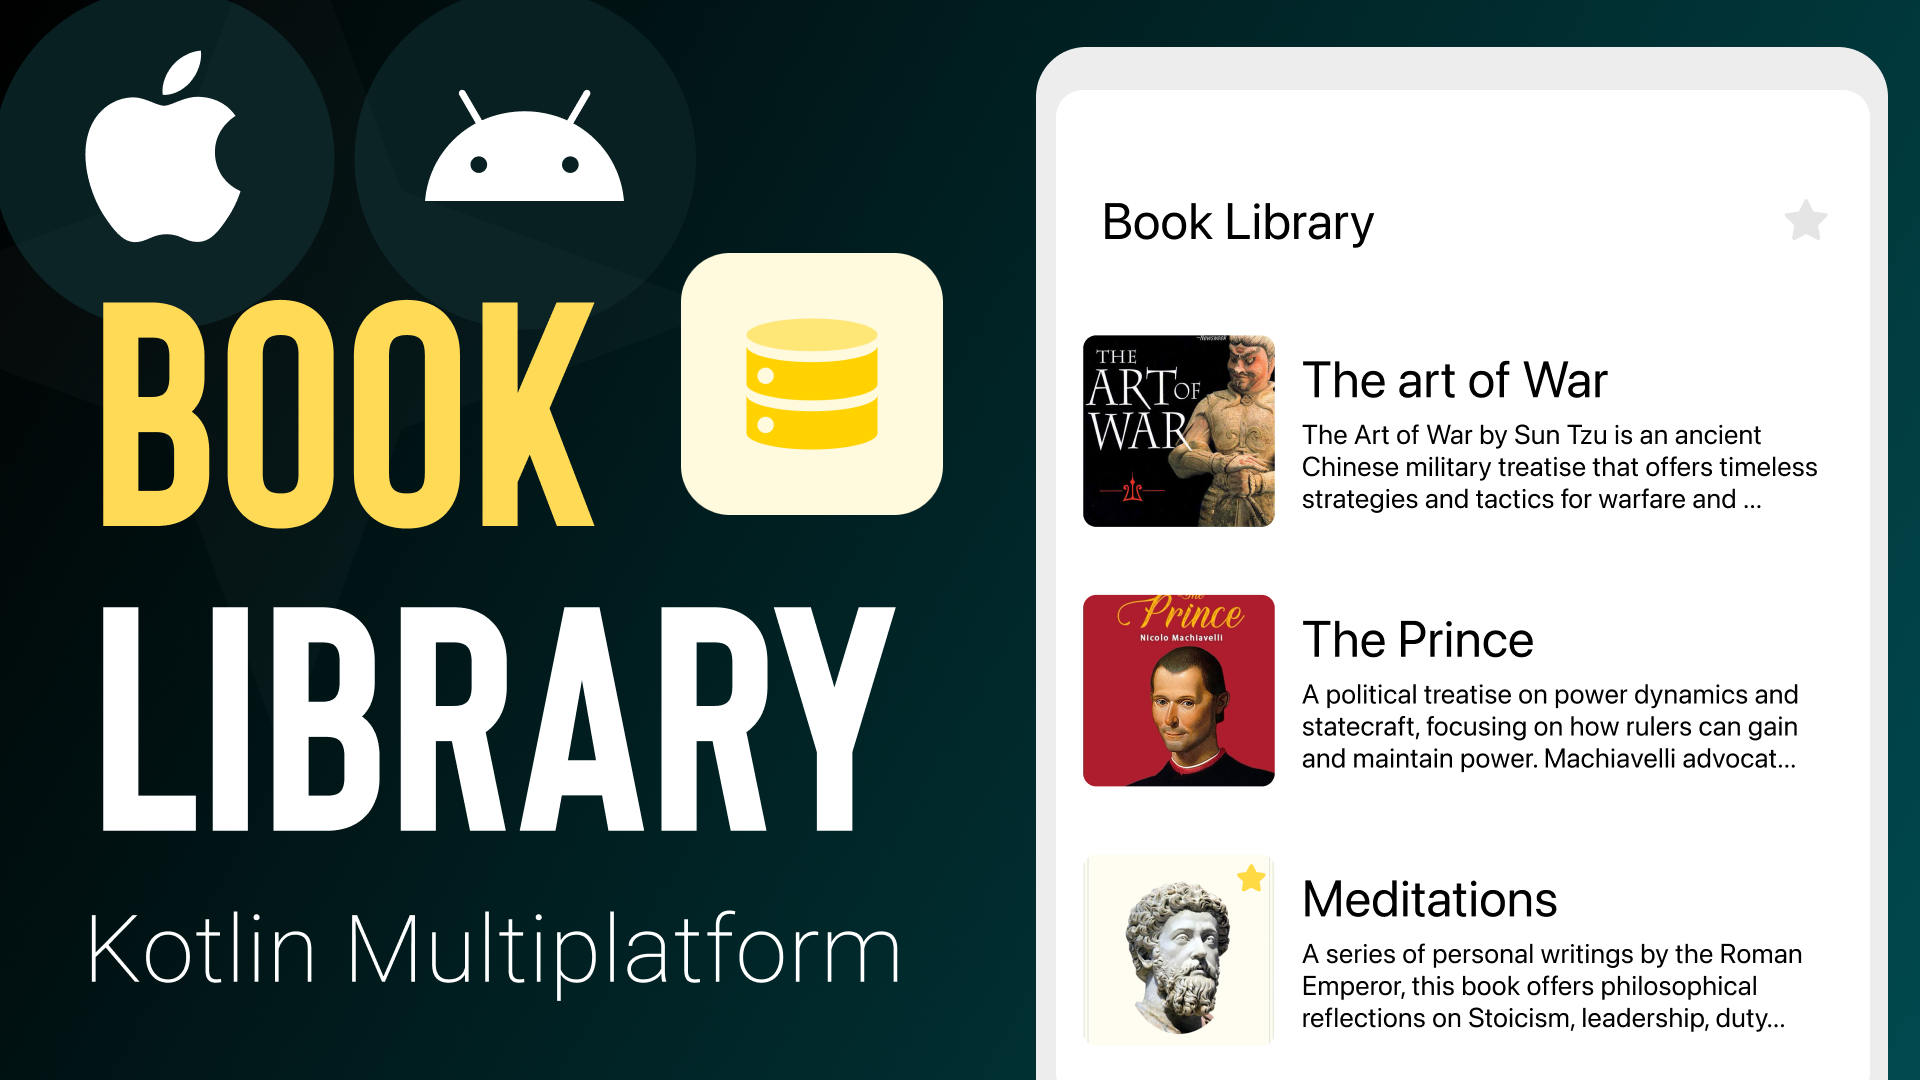 BOOK
LIBRARY
Kotlin Multiplatform
Book Library
—NEWSWEEK
THE
ART OF
WAR
The art of War
The Art of War by Sun Tzu is an ancient
Chinese military treatise that offers timeless
strategies and tactics for warfare and ...
The
Prince
Nicolo Machiavelli
The Prince
A political treatise on power dynamics and
statecraft, focusing on how rulers can gain
and maintain power. Machiavelli advocat...
Meditations
A series of personal writings by the Roman
Emperor, this book offers philosophical
reflections on Stoicism, leadership, duty...